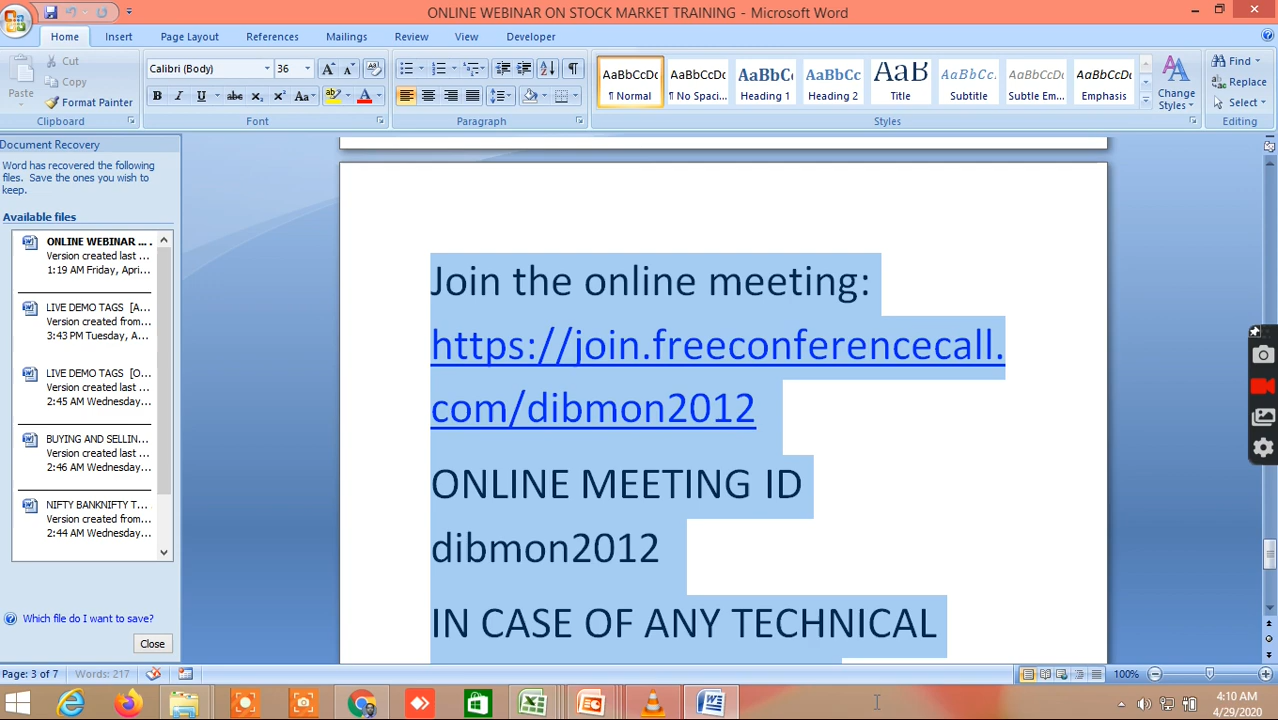 ONLINE WEBINAR ON STOCK MARKET TRAINING - Microsoft Word
Home Insert Page Layout References Mailings Review View Developer
Paste
Cut
Copy
Format Painter
Clipboard
Calibri (Body) 36
Font
Paragraph
AaBbCcDc AaBbCcDc AaBbCc AaBbCc AaB AaBbCc. AaBbCcDc AaBbCcDc
¶ Normal ¶ No Spaci... Heading 1 Heading 2 Title Subtitle Subtle Em... Emphasis
Change Styles
Styles
Find
Replace
Select
Editing
Document Recovery
Word has recovered the following
files. Save the ones you wish to
keep.
Available files
ONLINE WEBINAR ...
Version created last ...
1:19 AM Friday, April...
LIVE DEMO TAGS [A...
Version created from...
3:43 PM Tuesday, A...
LIVE DEMO TAGS [O...
Version created last ...
2:45 AM Wednesday...
BUYING AND SELLIN...
Version created last ...
2:46 AM Wednesday...
NIFTY BANKNIFTY T...
Version created from...
2:44 AM Wednesday...
Which file do I want to save?
Close
Join the online meeting:
https://join.freeconferencecall.
com/dibmon2012
ONLINE MEETING ID
dibmon2012
IN CASE OF ANY TECHNICAL
Page: 3 of 7 Words: 217
100%
4:10 AM
4/29/2020